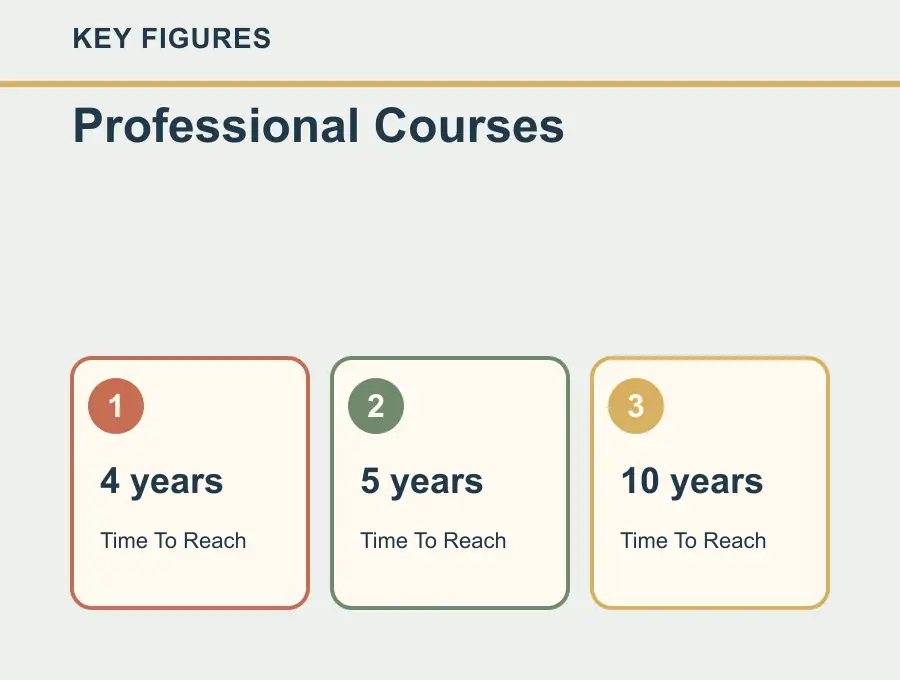 KEY FIGURES
Professional Courses
1
4 years
Time To Reach
2
5 years
Time To Reach
3
10 years
Time To Reach